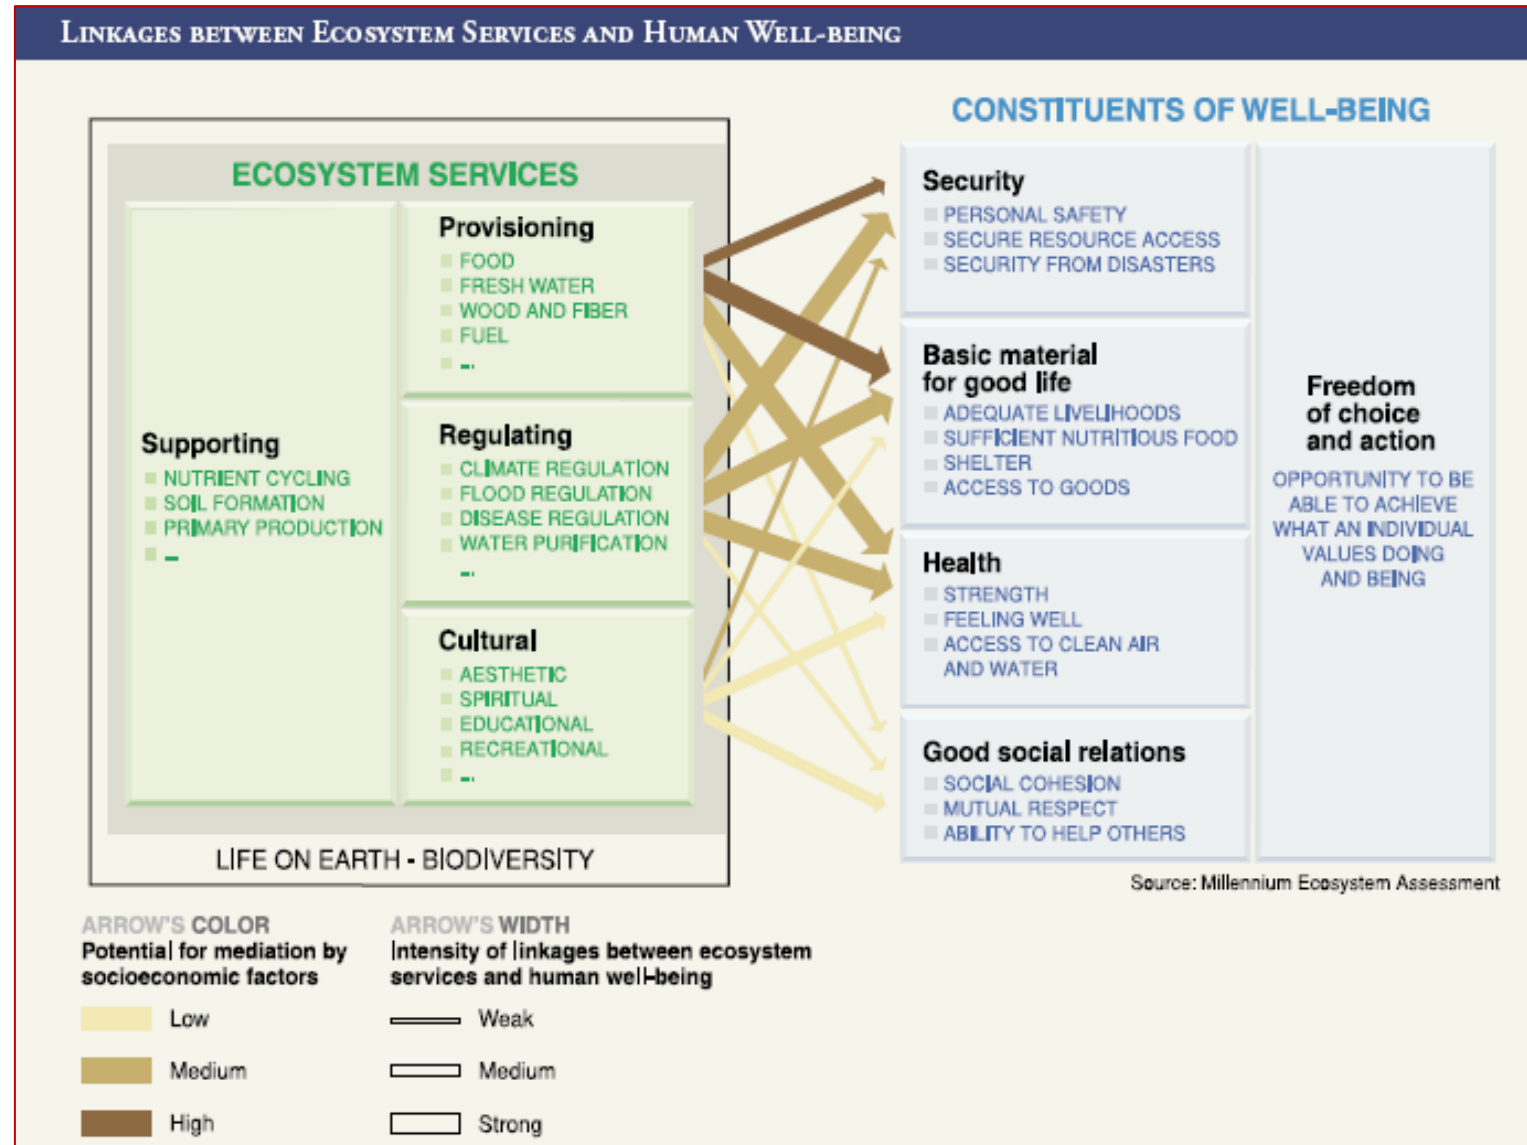 LINKAGES BETWEEN ECOSYSTEM SERVICES AND HUMAN WELL-BEING
ECOSYSTEM SERVICES
Supporting
NUTRIENT CYCLING
SOIL FORMATION
PRIMARY PRODUCTION
...
Provisioning
FOOD
FRESH WATER
WOOD AND FIBER
FUEL
...
Regulating
CLIMATE REGULATION
FLOOD REGULATION
DISEASE REGULATION
WATER PURIFICATION
...
Cultural
AESTHETIC
SPIRITUAL
EDUCATIONAL
RECREATIONAL
...
LIFE ON EARTH - BIODIVERSITY
CONSTITUENTS OF WELL-BEING
Security
PERSONAL SAFETY
SECURE RESOURCE ACCESS
SECURITY FROM DISASTERS
Basic material
for good life
ADEQUATE LIVELIHOODS
SUFFICIENT NUTRITIOUS FOOD
SHELTER
ACCESS TO GOODS
Health
STRENGTH
FEELING WELL
ACCESS TO CLEAN AIR
AND WATER
Good social relations
SOCIAL COHESION
MUTUAL RESPECT
ABILITY TO HELP OTHERS
Freedom
of choice
and action
OPPORTUNITY TO BE
ABLE TO ACHIEVE
WHAT AN INDIVIDUAL
VALUES DOING
AND BEING
Source: Millennium Ecosystem Assessment
ARROW'S COLOR
Potential for mediation by
socioeconomic factors
Low
Medium
High
ARROW'S WIDTH
Intensity of linkages between ecosystem
services and human well-being
Weak
Medium
Strong